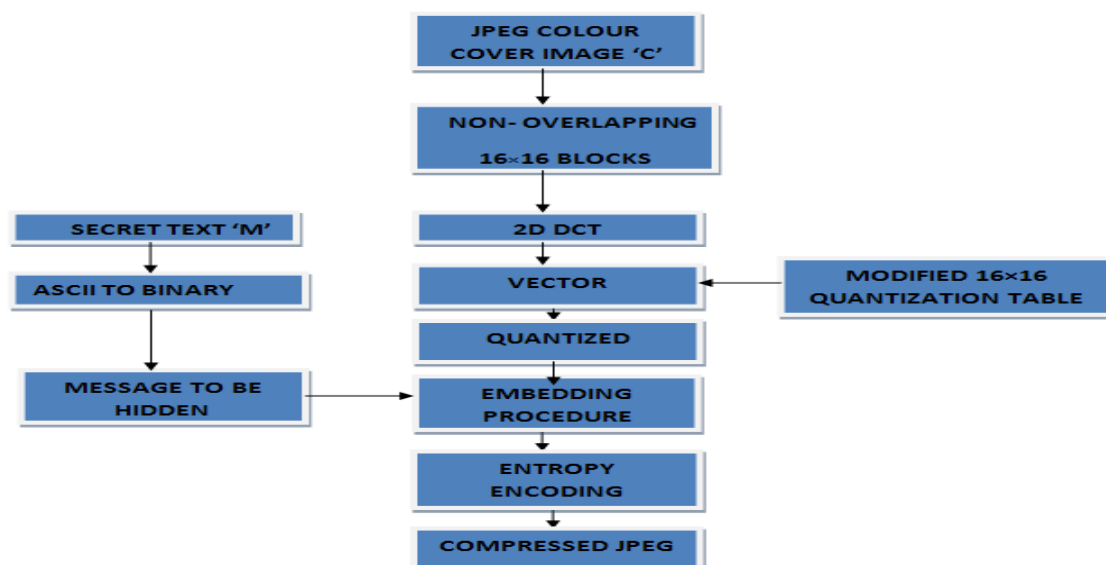 JPEG COLOUR
COVER IMAGE ‘C’
NON- OVERLAPPING
16×16 BLOCKS
SECRET TEXT ‘M’
2D DCT
ASCII TO BINARY
VECTOR
MODIFIED 16×16
QUANTIZATION TABLE
QUANTIZED
MESSAGE TO BE
HIDDEN
EMBEDDING
PROCEDURE
ENTROPY
ENCODING
COMPRESSED JPEG